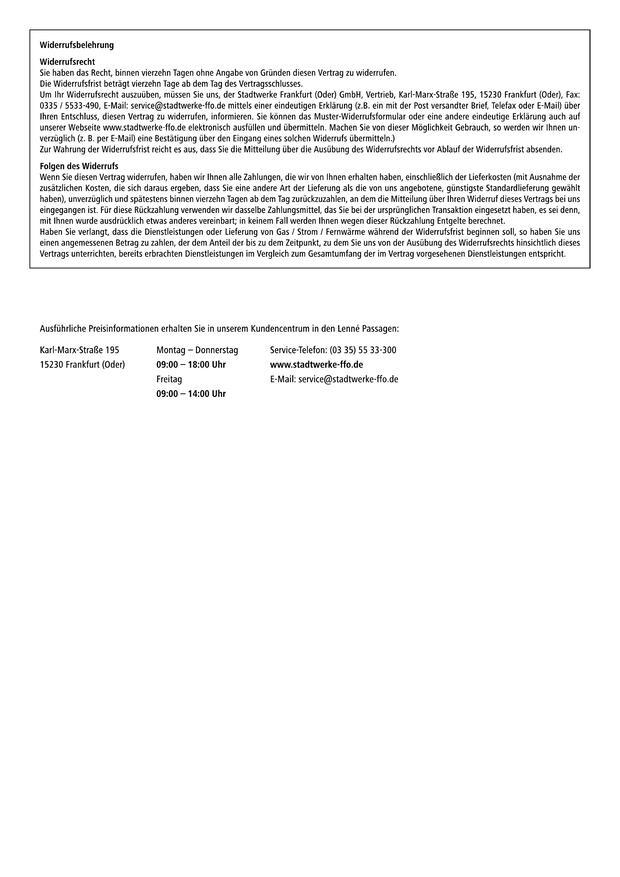 Widerrufsbelehrung
Widerrufsrecht
Sie haben das Recht, binnen vierzehn Tagen ohne Angabe von Gründen diesen Vertrag zu widerrufen.
Die Widerrufsfrist beträgt vierzehn Tage ab dem Tag des Vertragsschlusses.
Um Ihr Widerrufsrecht auszuüben, müssen Sie uns, der Stadtwerke Frankfurt (Oder) GmbH, Vertrieb, Karl-Marx-Straße 195, 15230 Frankfurt (Oder), Fax:
0335 / 5533-490, E-Mail: service@stadtwerke-ffo.de mittels einer eindeutigen Erklärung (z.B. ein mit der Post versandter Brief, Telefax oder E-Mail) über
Ihren Entschluss, diesen Vertrag zu widerrufen, informieren. Sie können das Muster-Widerrufsformular oder eine andere eindeutige Erklärung auch auf
unserer Webseite www.stadtwerke-ffo.de elektronisch ausfüllen und übermitteln. Machen Sie von dieser Möglichkeit Gebrauch, so werden wir Ihnen un-
verzüglich (z. B. per E-Mail) eine Bestätigung über den Eingang eines solchen Widerrufs übermitteln.)
Zur Wahrung der Widerrufsfrist reicht es aus, dass Sie die Mitteilung über die Ausübung des Widerrufsrechts vor Ablauf der Widerrufsfrist absenden.
Folgen des Widerrufs
Wenn Sie diesen Vertrag widerrufen, haben wir Ihnen alle Zahlungen, die wir von Ihnen erhalten haben, einschließlich der Lieferkosten (mit Ausnahme der
zusätzlichen Kosten, die sich daraus ergeben, dass Sie eine andere Art der Lieferung als die von uns angebotene, günstigste Standardlieferung gewählt
haben), unverzüglich und spätestens binnen vierzehn Tagen ab dem Tag zurückzuzahlen, an dem die Mitteilung über Ihren Widerruf dieses Vertrags bei uns
eingegangen ist. Für diese Rückzahlung verwenden wir dasselbe Zahlungsmittel, das Sie bei der ursprünglichen Transaktion eingesetzt haben, es sei denn,
mit Ihnen wurde ausdrücklich etwas anderes vereinbart; in keinem Fall werden Ihnen wegen dieser Rückzahlung Entgelte berechnet.
Haben Sie verlangt, dass die Dienstleistungen oder Lieferung von Gas / Strom / Fernwärme während der Widerrufsfrist beginnen soll, so haben Sie uns
einen angemessenen Betrag zu zahlen, der dem Anteil der bis zu dem Zeitpunkt, zu dem Sie uns von der Ausübung des Widerrufsrechts hinsichtlich dieses
Vertrags unterrichten, bereits erbrachten Dienstleistungen im Vergleich zum Gesamtumfang der im Vertrag vorgesehenen Dienstleistungen entspricht.
Ausführliche Preisinformationen erhalten Sie in unserem Kundencentrum in den Lenné Passagen:
Karl-Marx-Straße 195
15230 Frankfurt (Oder)
Montag – Donnerstag
09:00 – 18:00 Uhr
Freitag
09:00 – 14:00 Uhr
Service-Telefon: (03 35) 55 33-300
www.stadtwerke-ffo.de
E-Mail: service@stadtwerke-ffo.de